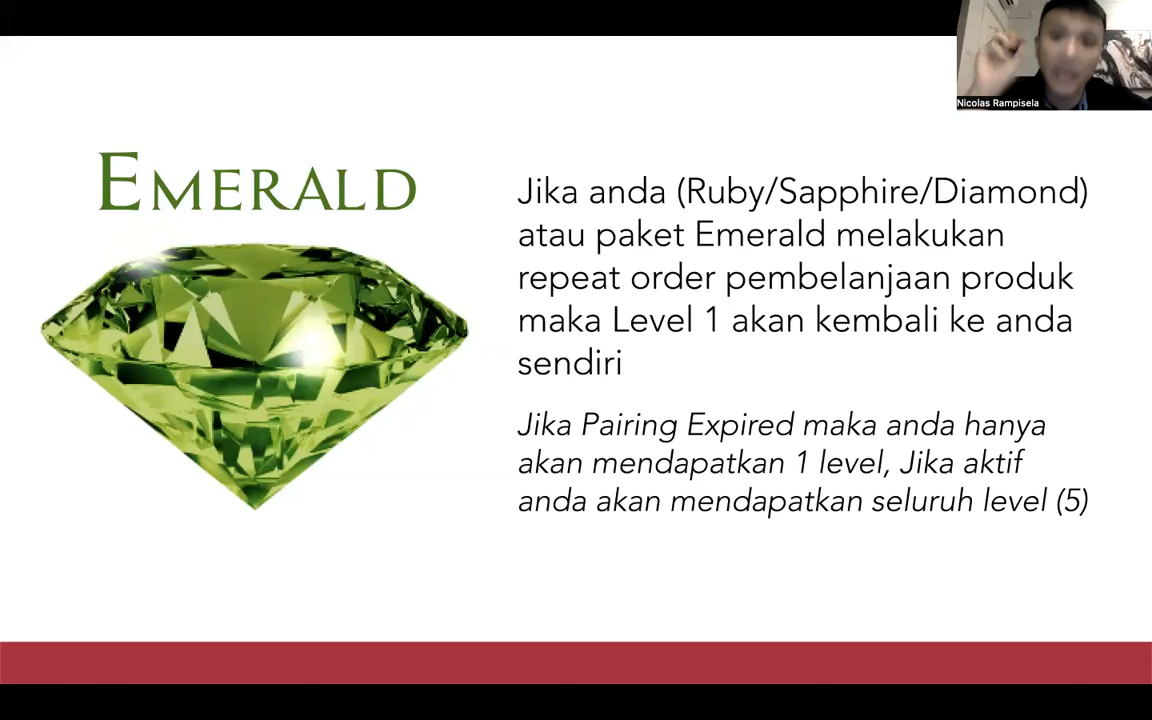 Nicolas Rampisela
EMERALD
Jika anda (Ruby/Sapphire/Diamond)
atau paket Emerald melakukan
repeat order pembelanjaan produk
maka Level 1 akan kembali ke anda
sendiri
Jika Pairing Expired maka anda hanya
akan mendapatkan 1 level, Jika aktif
anda akan mendapatkan seluruh level (5)